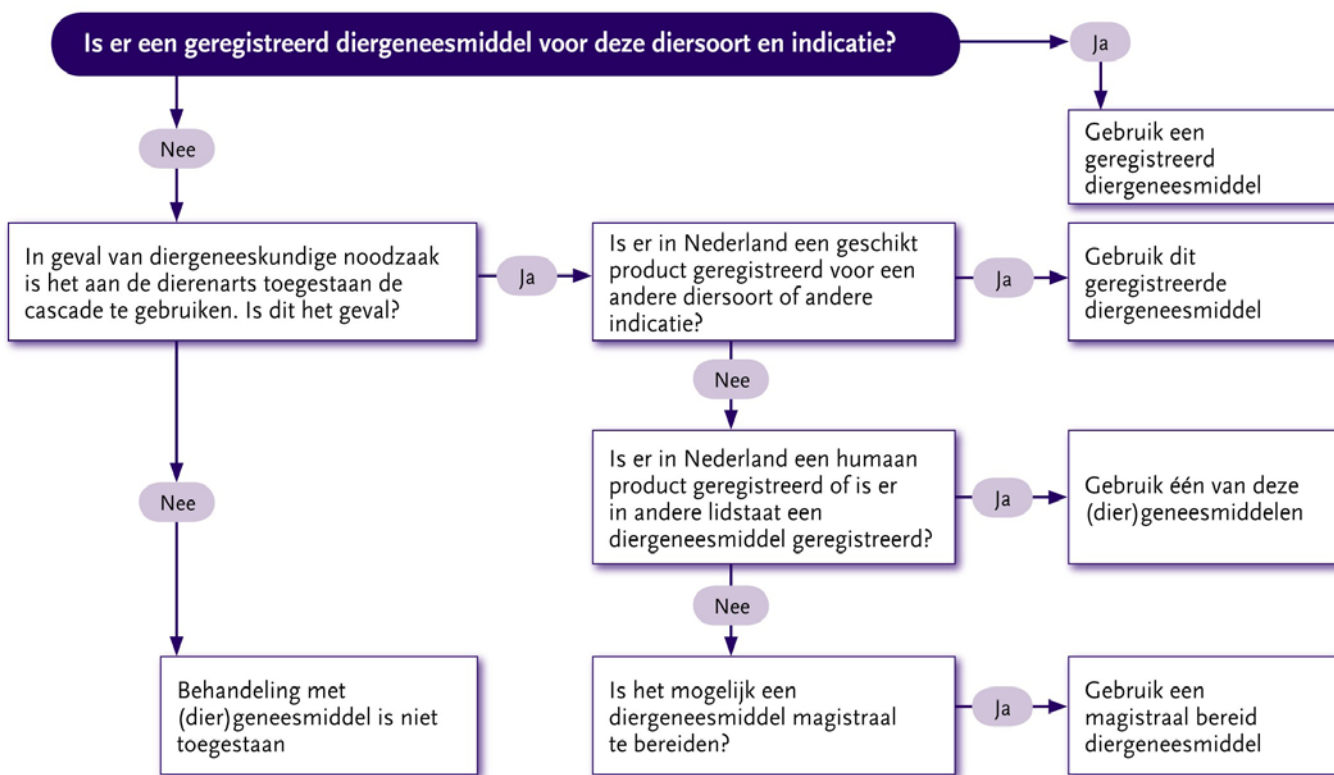 Is er een geregistreerd diergeneesmiddel voor deze diersoort en indicatie?
Ja
Gebruik een
geregistreerd
diergeneesmiddel
Nee
In geval van diergeneeskundige noodzaak
is het aan de dierenarts toegestaan de
cascade te gebruiken. Is dit het geval?
Ja
Is er in Nederland een geschikt
product geregistreerd voor een
andere diersoort of andere
indicatie?
Ja
Gebruik dit
geregistreerde
diergeneesmiddel
Nee
Is er in Nederland een humaan
product geregistreerd of is er
in andere lidstaat een
diergeneesmiddel geregistreerd?
Ja
Gebruik één van deze
(dier)geneesmiddelen
Nee
Nee
Behandeling met
(dier)geneesmiddel is niet
toegestaan
Is het mogelijk een
diergeneesmiddel magistraal
te bereiden?
Ja
Gebruik een
magistraal bereid
diergeneesmiddel